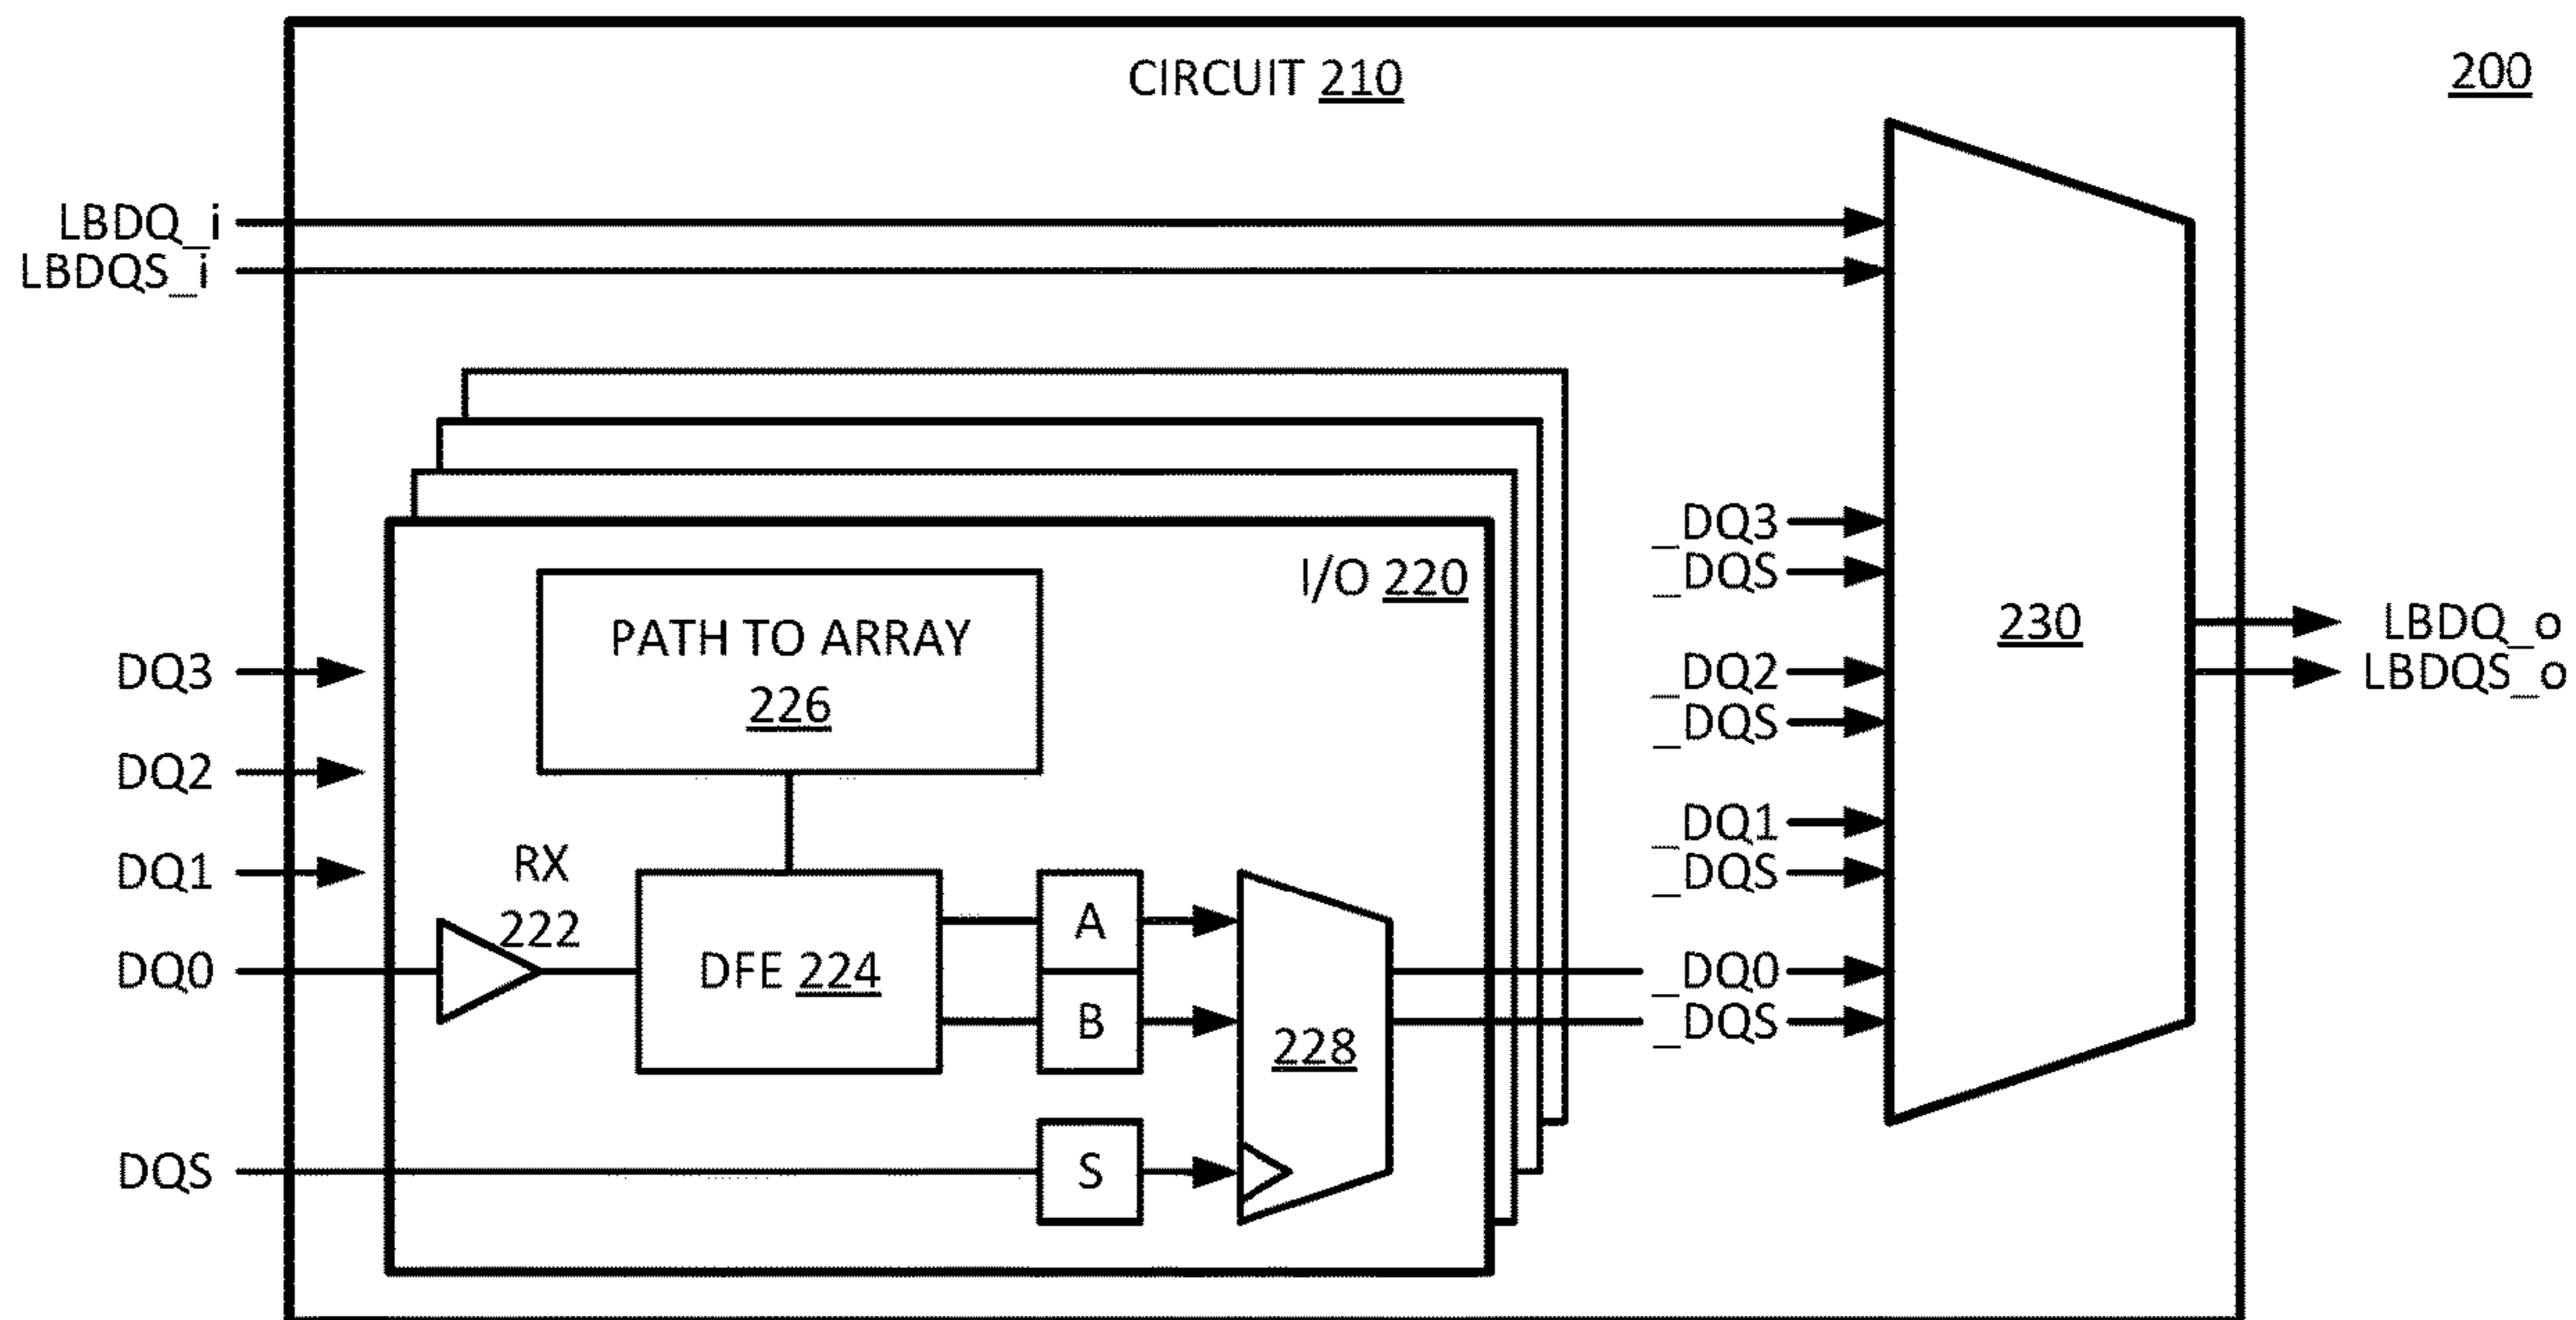 CIRCUIT 210
200
LBDQ_i
LBDQS_i
I/O 220
PATH TO ARRAY
226
DQ3
DQ2
DQ1
DQ0
DQS
RX
222
DFE 224
A
B
S
228
_DQ3
_DQS
_DQ2
_DQS
_DQ1
_DQS
_DQ0
_DQS
230
LBDQ_o
LBDQS_o